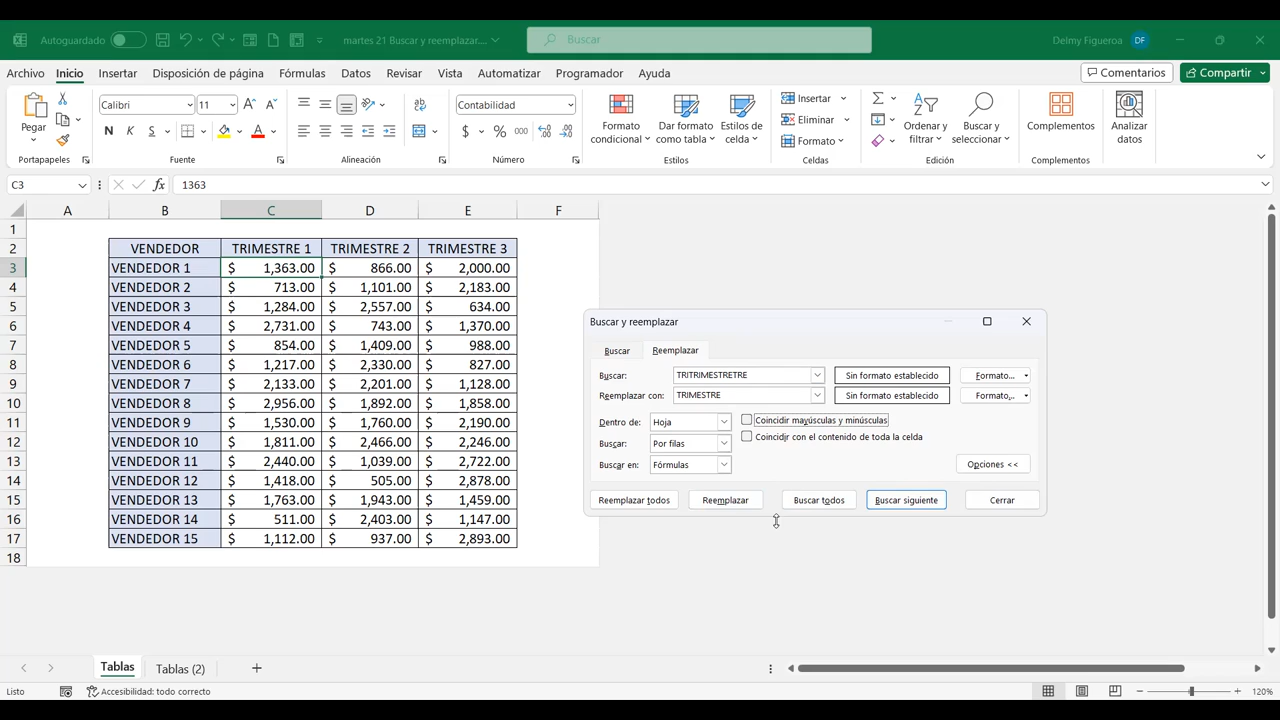 Autoguardado
martes 21 Buscar y reemplazar....
Buscar
Delmy Figueroa
DF
Archivo Inicio Insertar Disposición de página Fórmulas Datos Revisar Vista Automatizar Programador Ayuda
Comentarios
Compartir
Pegar
Portapapeles
Calibri 11
N K S
Fuente
ab
Alineación
Contabilidad
$ % 000
Número
Formato condicional
Dar formato como tabla
Estilos de celda
Estilos
Insertar
Eliminar
Formato
Celdas
Ordenar y filtrar
Buscar y seleccionar
Edición
Complementos
Complementos
Analizar datos
C3 fx 1363
A B C D E F
1
2 VENDEDOR TRIMESTRE 1 TRIMESTRE 2 TRIMESTRE 3
3 VENDEDOR 1 $ 1,363.00 $ 866.00 $ 2,000.00
4 VENDEDOR 2 $ 713.00 $ 1,101.00 $ 2,183.00
5 VENDEDOR 3 $ 1,284.00 $ 2,557.00 $ 634.00
6 VENDEDOR 4 $ 2,731.00 $ 743.00 $ 1,370.00
7 VENDEDOR 5 $ 854.00 $ 1,409.00 $ 988.00
8 VENDEDOR 6 $ 1,217.00 $ 2,330.00 $ 827.00
9 VENDEDOR 7 $ 2,133.00 $ 2,201.00 $ 1,128.00
10 VENDEDOR 8 $ 2,956.00 $ 1,892.00 $ 1,858.00
11 VENDEDOR 9 $ 1,530.00 $ 1,760.00 $ 2,190.00
12 VENDEDOR 10 $ 1,811.00 $ 2,466.00 $ 2,246.00
13 VENDEDOR 11 $ 2,440.00 $ 1,039.00 $ 2,722.00
14 VENDEDOR 12 $ 1,418.00 $ 505.00 $ 2,878.00
15 VENDEDOR 13 $ 1,763.00 $ 1,943.00 $ 1,459.00
16 VENDEDOR 14 $ 511.00 $ 2,403.00 $ 1,147.00
17 VENDEDOR 15 $ 1,112.00 $ 937.00 $ 2,893.00
18
Buscar y reemplazar
Buscar Reemplazar
Buscar: TRITRIMESTRETRE Sin formato establecido Formato...
Reemplazar con: TRIMESTRE Sin formato establecido Formato...
Dentro de: Hoja Coincidir mayúsculas y minúsculas
Buscar: Por filas Coincidir con el contenido de toda la celda
Buscar en: Fórmulas Opciones <<
Reemplazar todos Reemplazar Buscar todos Buscar siguiente Cerrar
Tablas Tablas (2)
Listo Accesibilidad: todo correcto 120%